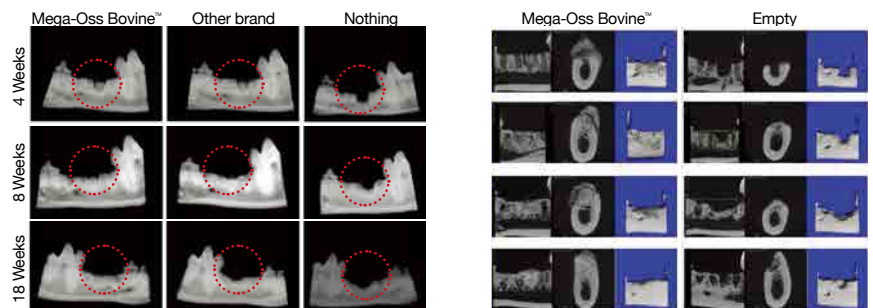 Mega-Oss Bovine™ Other brand Nothing
4 Weeks
8 Weeks
18 Weeks
Mega-Oss Bovine™ Empty